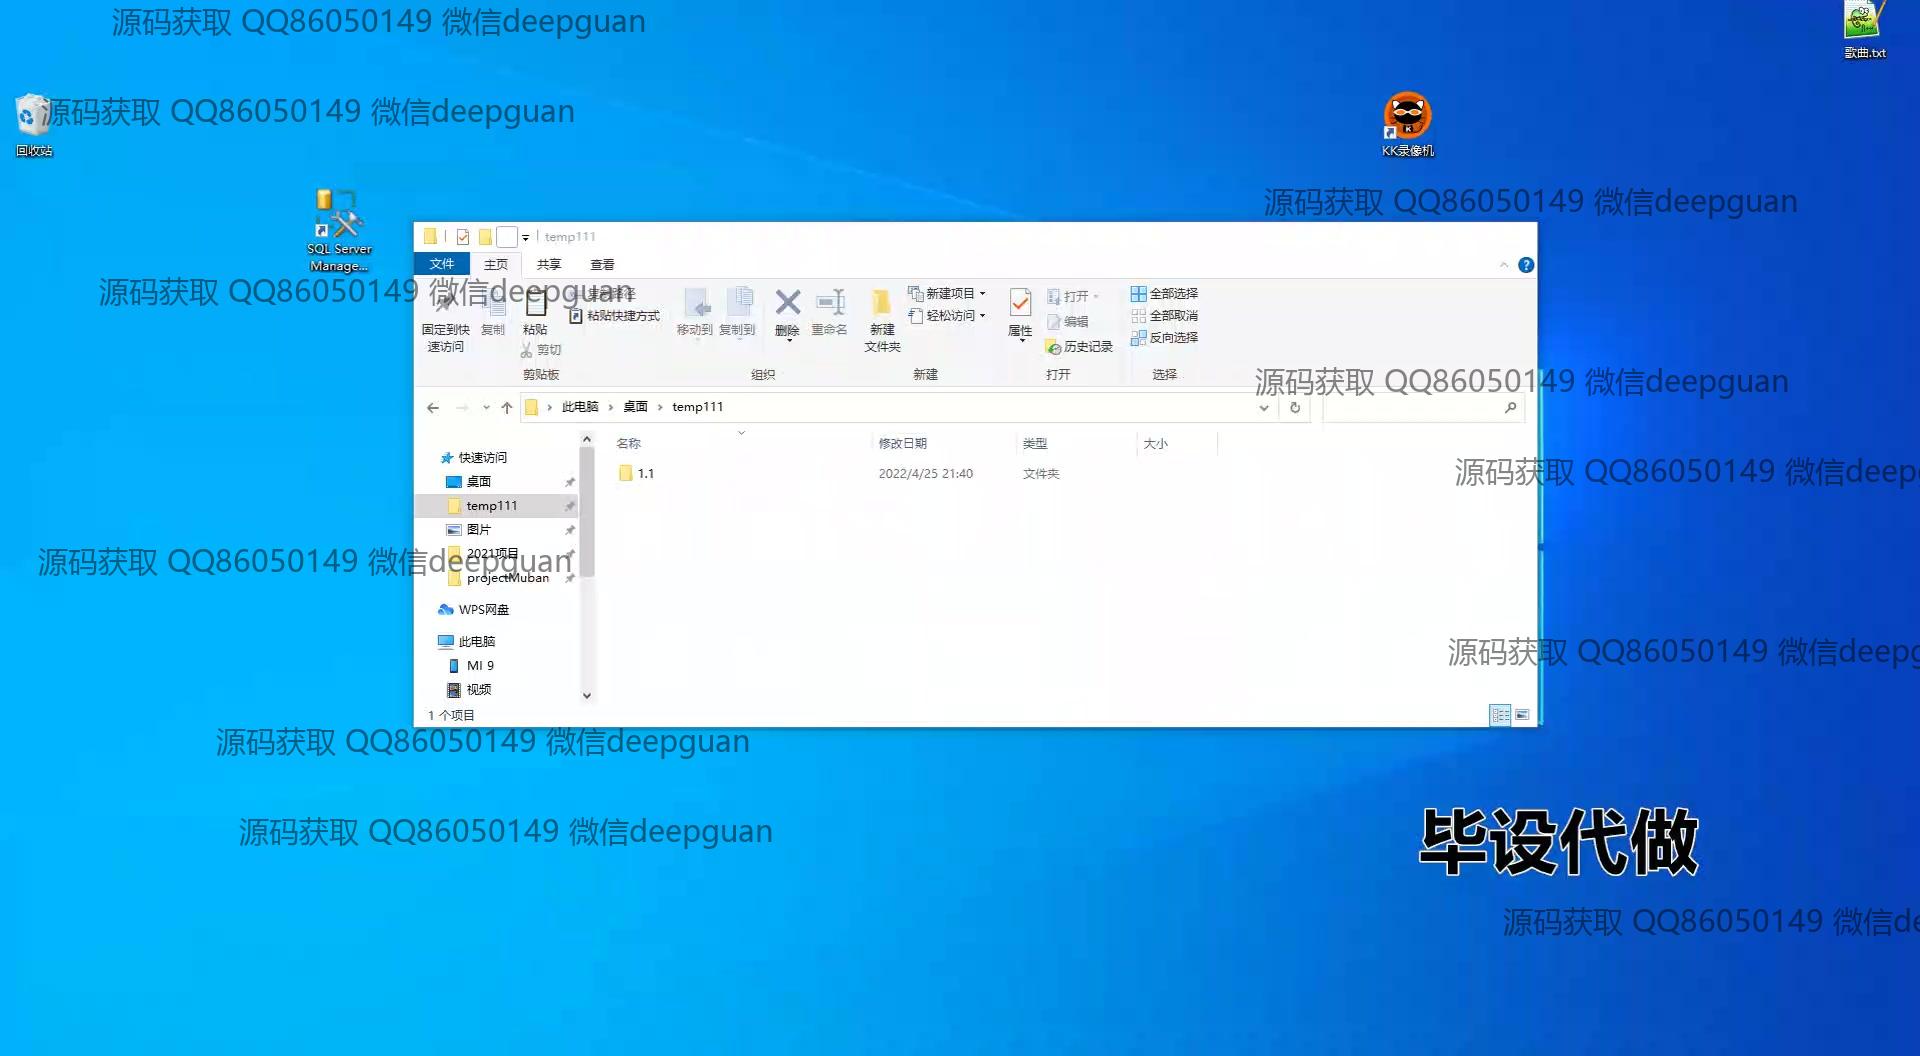 源码获取 QQ86050149 微信deepguan
歌曲.txt
源码获取 QQ86050149 微信deepguan
回收站
KK录像机
源码获取 QQ86050149 微信deepguan
SQL Server
Manage...
temp111
文件 主页 共享 查看
源码获取 QQ86050149 微信deepguan
复制路径
粘贴快捷方式
固定到快
速访问
复制
粘贴
剪切
移动到
复制到
删除
重命名
新建
文件夹
新建项目
轻松访问
属性
打开
编辑
历史记录
全部选择
全部取消
反向选择
剪贴板 组织 新建 打开 选择
源码获取 QQ86050149 微信deepguan
此电脑 › 桌面 › temp111
名称 修改日期 类型 大小
1.1 2022/4/25 21:40 文件夹
快速访问
桌面
temp111
图片
2021项目
projectMuban
WPS网盘
此电脑
MI 9
视频
1 个项目
源码获取 QQ86050149 微信deepg
源码获取 QQ86050149 微信deepguan
源码获取 QQ86050149 微信deepg
源码获取 QQ86050149 微信deepguan
源码获取 QQ86050149 微信deepguan
毕设代做
源码获取 QQ86050149 微信de